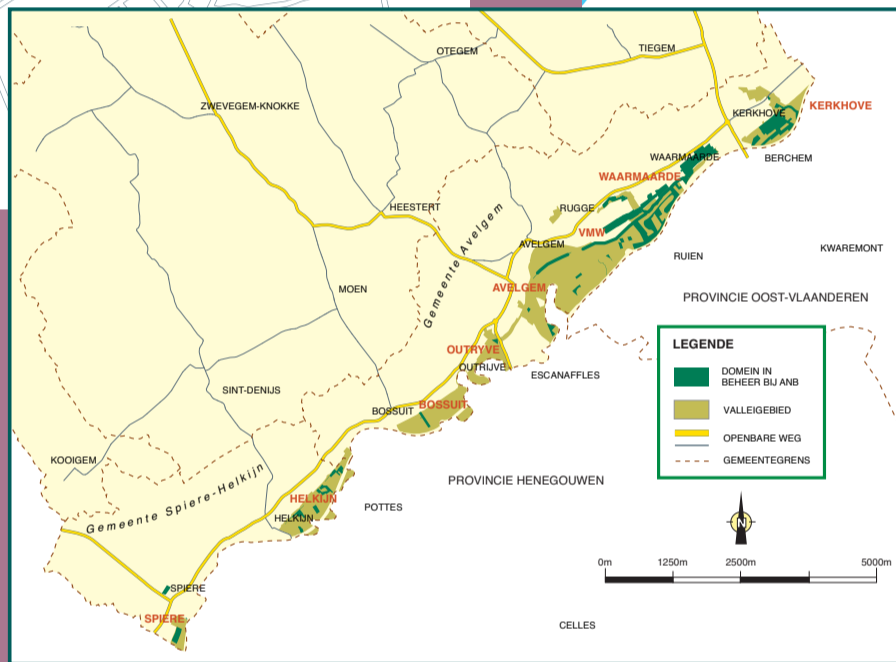 OTEGEM
TIEGEM
ZWEVEGEM-KNOKKE
KERKHOVE
KERKHOVE
WAARMAARDE
BERCHEM
WAARMAARDE
HEESTERT
RUGGE
VMW
AVELGEM
KWAREMONT
RUIEN
Gemeente Avelgem
MOEN
AVELGEM
PROVINCIE OOST-VLAANDEREN
LEGENDE
DOMEIN IN
BEHEER BIJ ANB
VALLEIGEBIED
OPENBARE WEG
GEMEENTEGRENS
OUTRYVE
OUTRIJVE
ESCANAFFLES
SINT-DENIJS
BOSSUIT
BOSSUIT
KOOIGEM
PROVINCIE HENEGOUWEN
Gemeente Spiere-Helkijn
HELKIJN
POTTES
HELKIJN
N
0m 1250m 2500m 5000m
SPIERE
SPIERE
CELLES